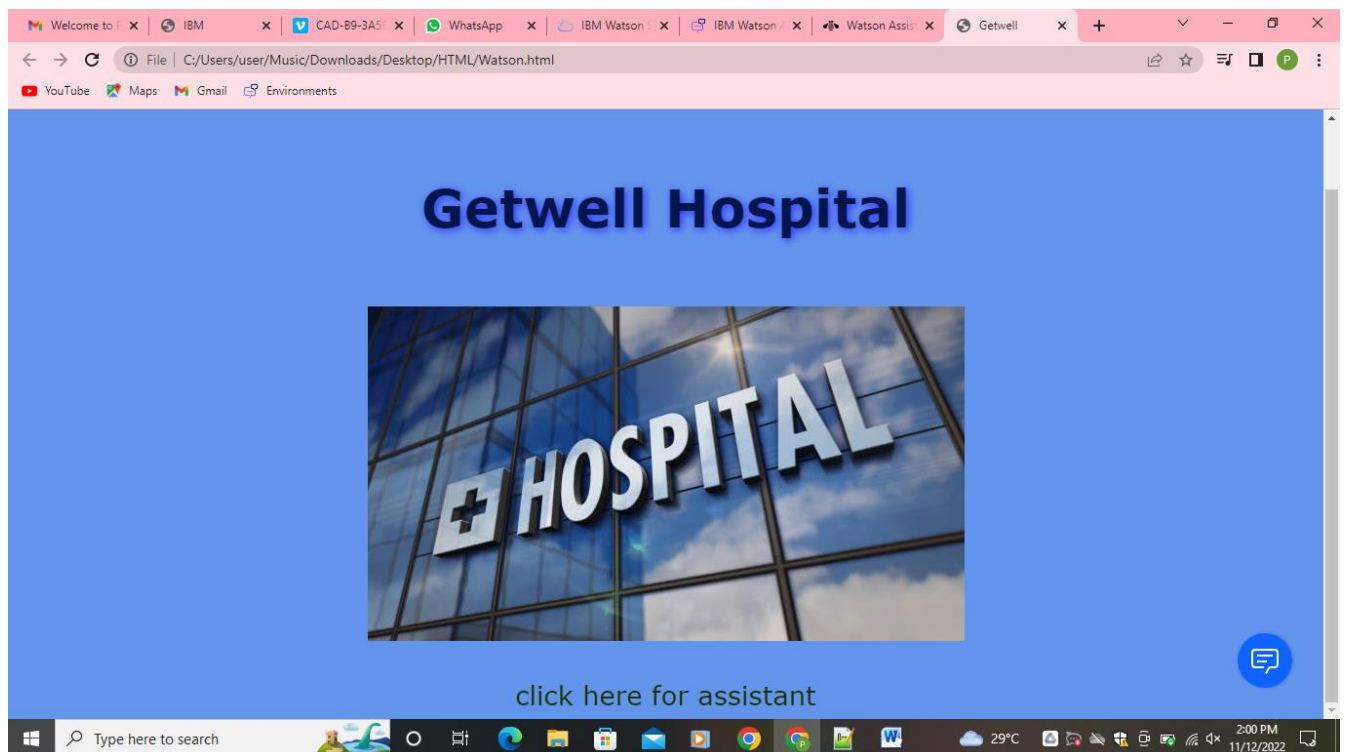 Welcome to F
IBM
CAD-B9-3A5E
WhatsApp
IBM Watson S
IBM Watson A
Watson Assis
Getwell
File
C:/Users/user/Music/Downloads/Desktop/HTML/Watson.html
P
YouTube
Maps
Gmail
Environments
Getwell Hospital
HOSPITAL
click here for assistant
Type here to search
29°C
2:00 PM
11/12/2022